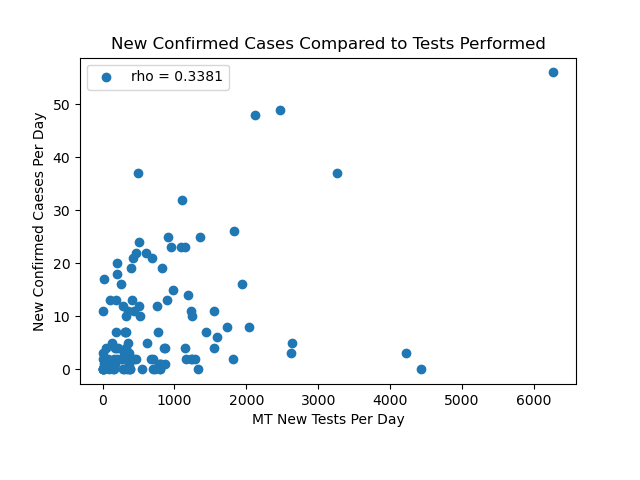 New Confirmed Cases Compared to Tests Performed
rho = 0.3381
New Confirmed Caeses Per Day
50
40
30
20
10
0
0 1000 2000 3000 4000 5000 6000
MT New Tests Per Day